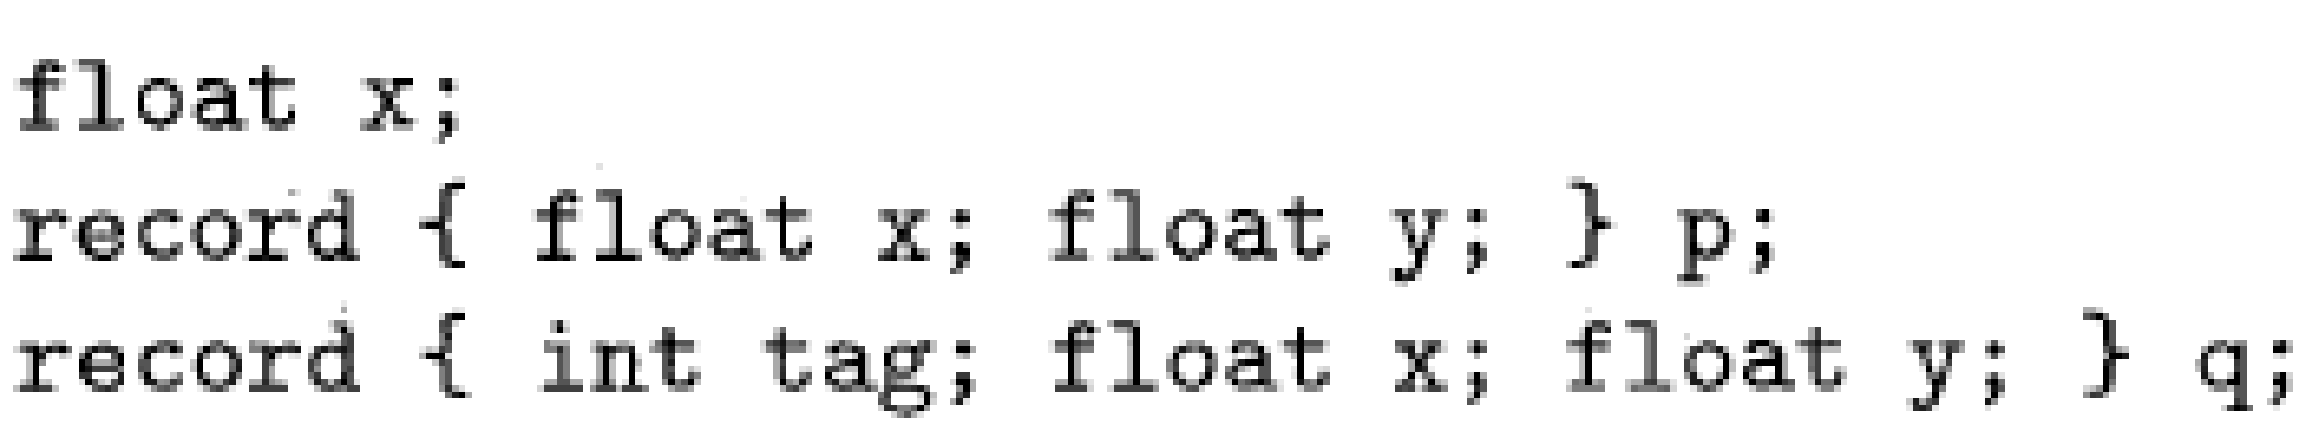 float x;
record { float x; float y; } p;
record { int tag; float x; float y; } q;